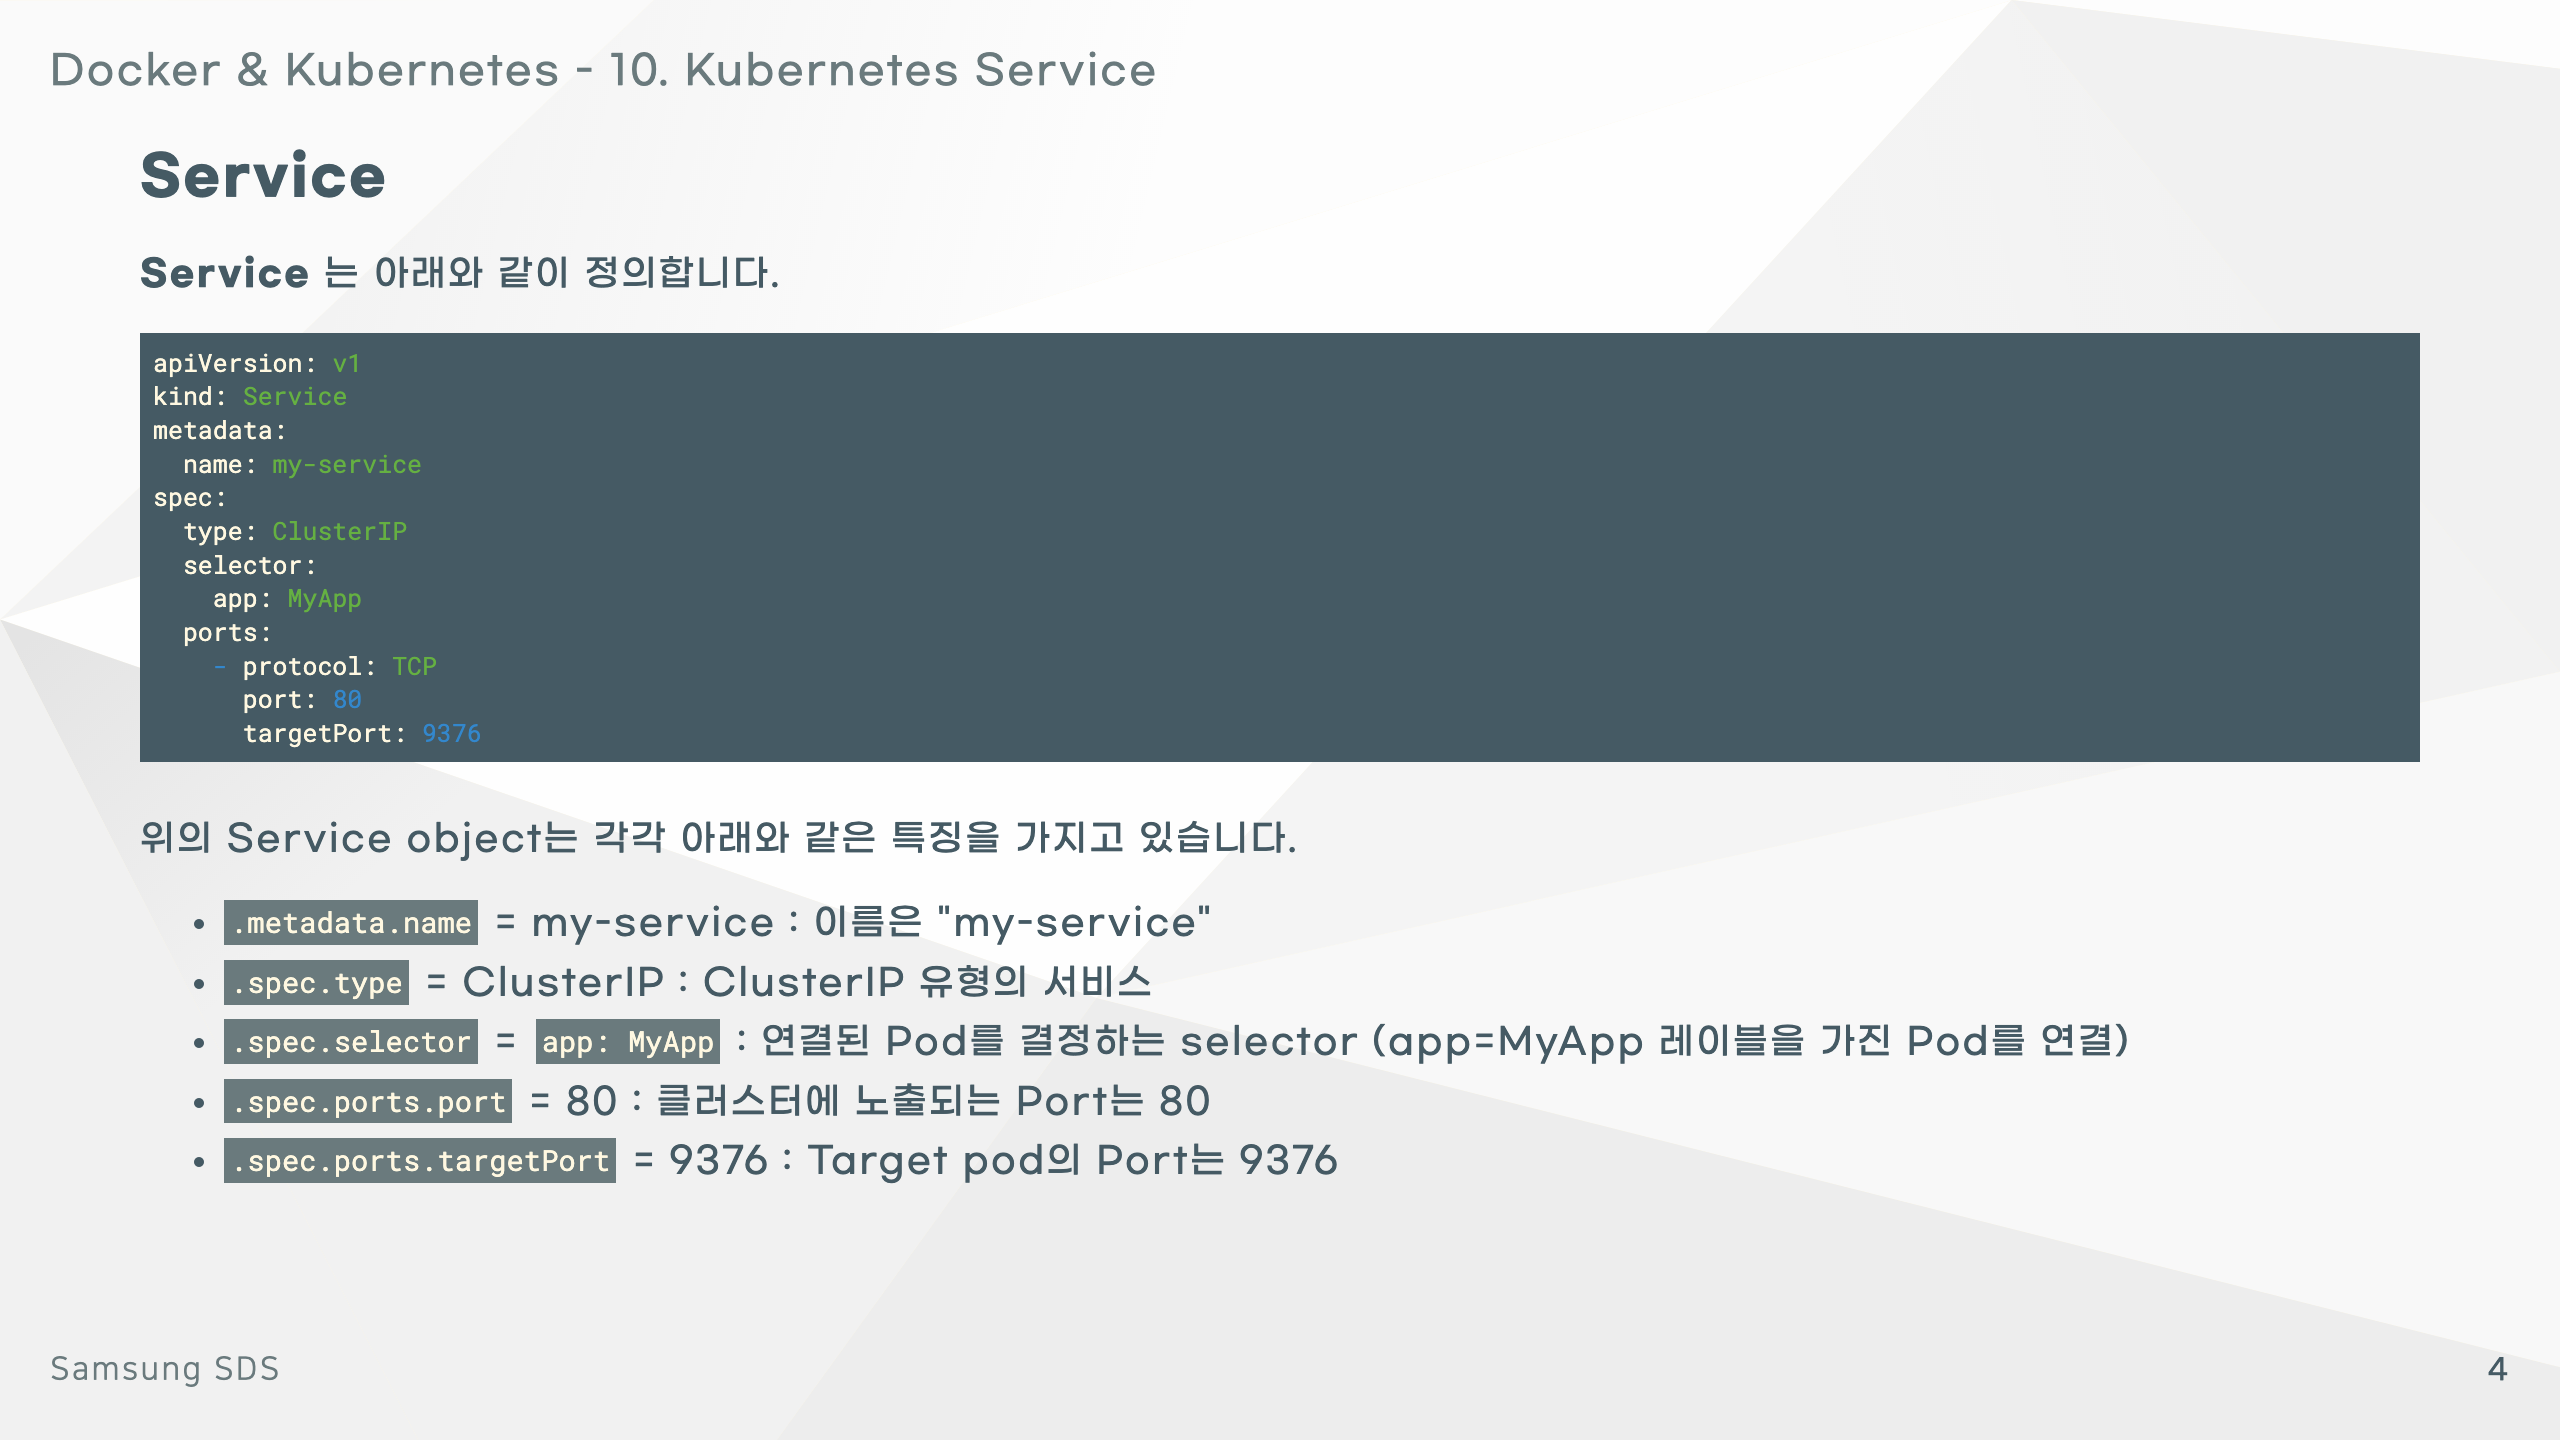 Docker & Kubernetes - 10. Kubernetes Service
Service
Service 는 아래와 같이 정의합니다.
apiVersion: v1
kind: Service
metadata:
  name: my-service
spec:
  type: ClusterIP
  selector:
    app: MyApp
  ports:
    - protocol: TCP
      port: 80
      targetPort: 9376
위의 Service object는 각각 아래와 같은 특징을 가지고 있습니다.
• .metadata.name = my-service : 이름은 "my-service"
• .spec.type = ClusterIP : ClusterIP 유형의 서비스
• .spec.selector = app: MyApp : 연결된 Pod를 결정하는 selector (app=MyApp 레이블을 가진 Pod를 연결)
• .spec.ports.port = 80 : 클러스터에 노출되는 Port는 80
• .spec.ports.targetPort = 9376 : Target pod의 Port는 9376
Samsung SDS
4